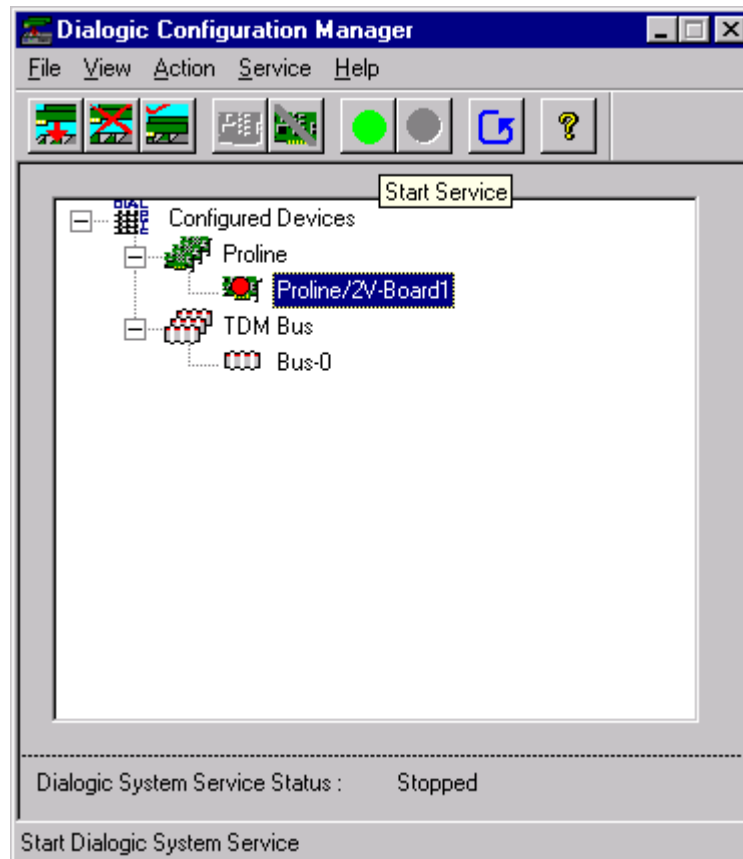 Dialogic Configuration Manager
File View Action Service Help
Start Service
Configured Devices
Proline
Proline/2V-Board1
TDM Bus
Bus-0
Dialogic System Service Status : Stopped
Start Dialogic System Service